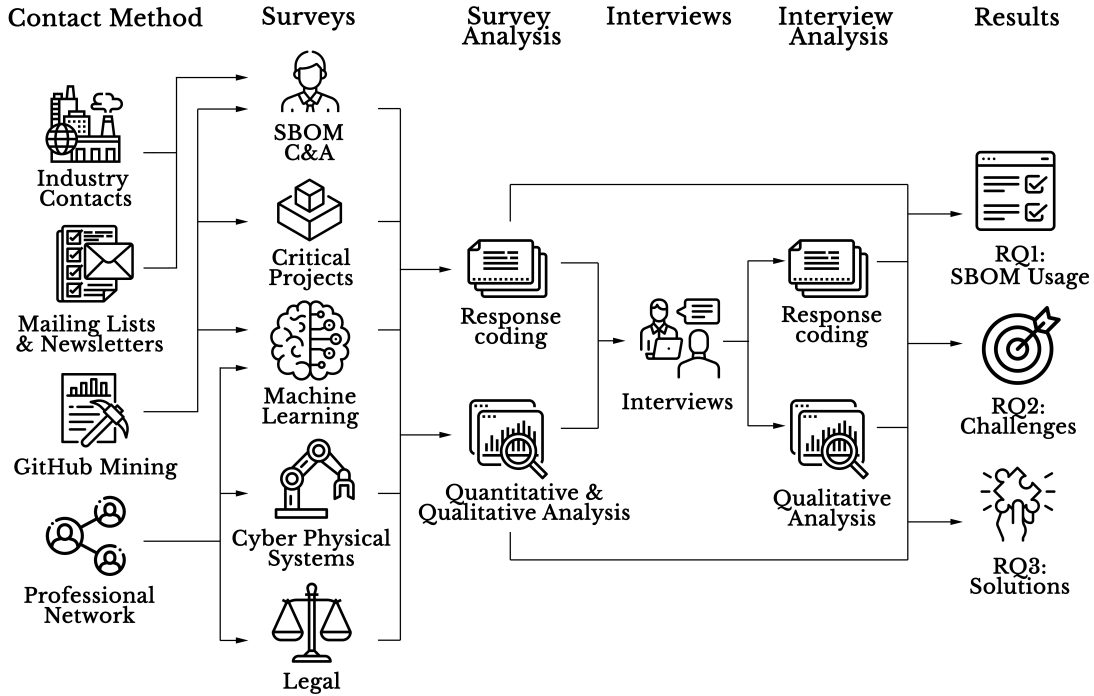 Contact Method
Surveys
Survey
Analysis
Interviews
Interview
Analysis
Results
Industry
Contacts
Mailing Lists
& Newsletters
GitHub Mining
Professional
Network
SBOM
C&A
Critical
Projects
Machine
Learning
Cyber Physical
Systems
Legal
Response
coding
Quantitative &
Qualitative Analysis
Interviews
Response
coding
Qualitative
Analysis
RQ1:
SBOM Usage
RQ2:
Challenges
RQ3:
Solutions